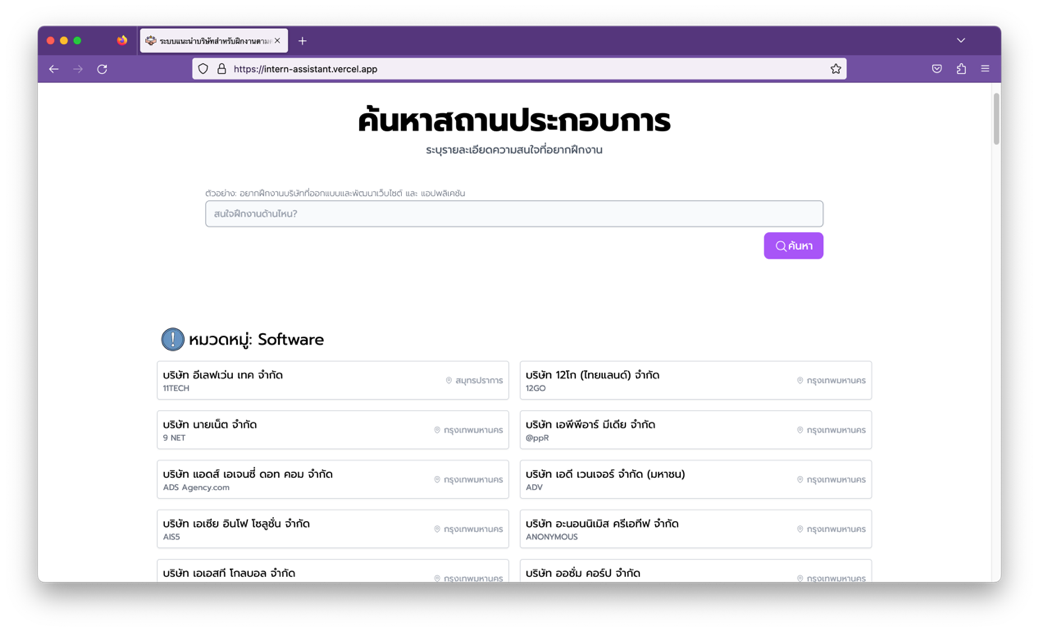 ระบบแนะนำบริษัทสำหรับฝึกงานตาม
https://intern-assistant.vercel.app
ค้นหาสถานประกอบการ
ระบุรายละเอียดความสนใจที่อยากฝึกงาน
ตัวอย่าง: อยากฝึกงานบริษัทที่ออกแบบและพัฒนาเว็บไซต์ และ แอปพลิเคชัน
สนใจฝึกงานด้านไหน?
ค้นหา
หมวดหมู่: Software
บริษัท อีเลฟเว่น เทค จำกัด
11TECH
สมุทรปราการ
บริษัท 12โก (ไทยแลนด์) จำกัด
12GO
กรุงเทพมหานคร
บริษัท นายเน็ต จำกัด
9 NET
กรุงเทพมหานคร
บริษัท เอพีพีอาร์ มีเดีย จำกัด
@ppR
กรุงเทพมหานคร
บริษัท แอดส์ เอเจนซี่ ดอท คอม จำกัด
ADS Agency.com
กรุงเทพมหานคร
บริษัท เอดี เวนเจอร์ จำกัด (มหาชน)
ADV
กรุงเทพมหานคร
บริษัท เอเซีย อินโฟ โซลูชั่น จำกัด
AISS
กรุงเทพมหานคร
บริษัท อะนอนนิเมิส ครีเอทีฟ จำกัด
ANONYMOUS
กรุงเทพมหานคร
บริษัท เอเอสที โกลบอล จำกัด
กรุงเทพมหานคร
บริษัท ออซั่ม คอร์ป จำกัด
กรุงเทพมหานคร